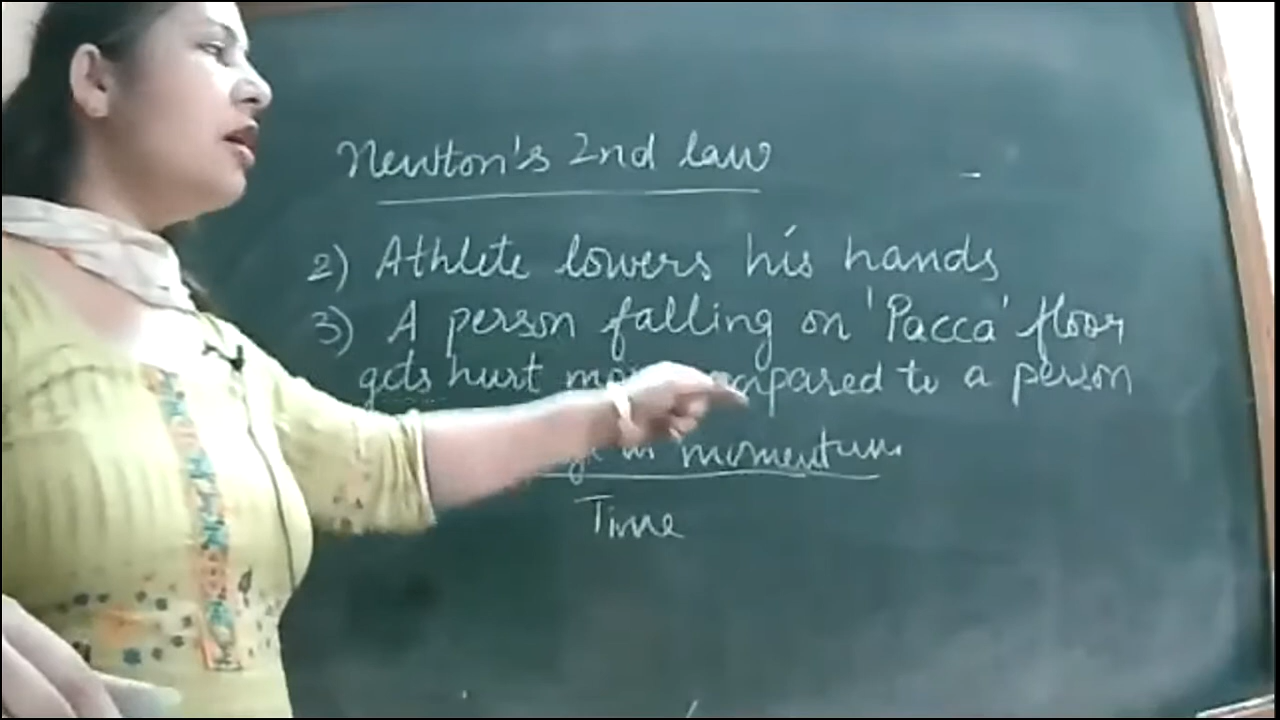 Newton's 2nd law
2) Athlete lowers his hands
3) A person falling on 'Pacca' floor
gets hurt compared to a person
in momentum
Time